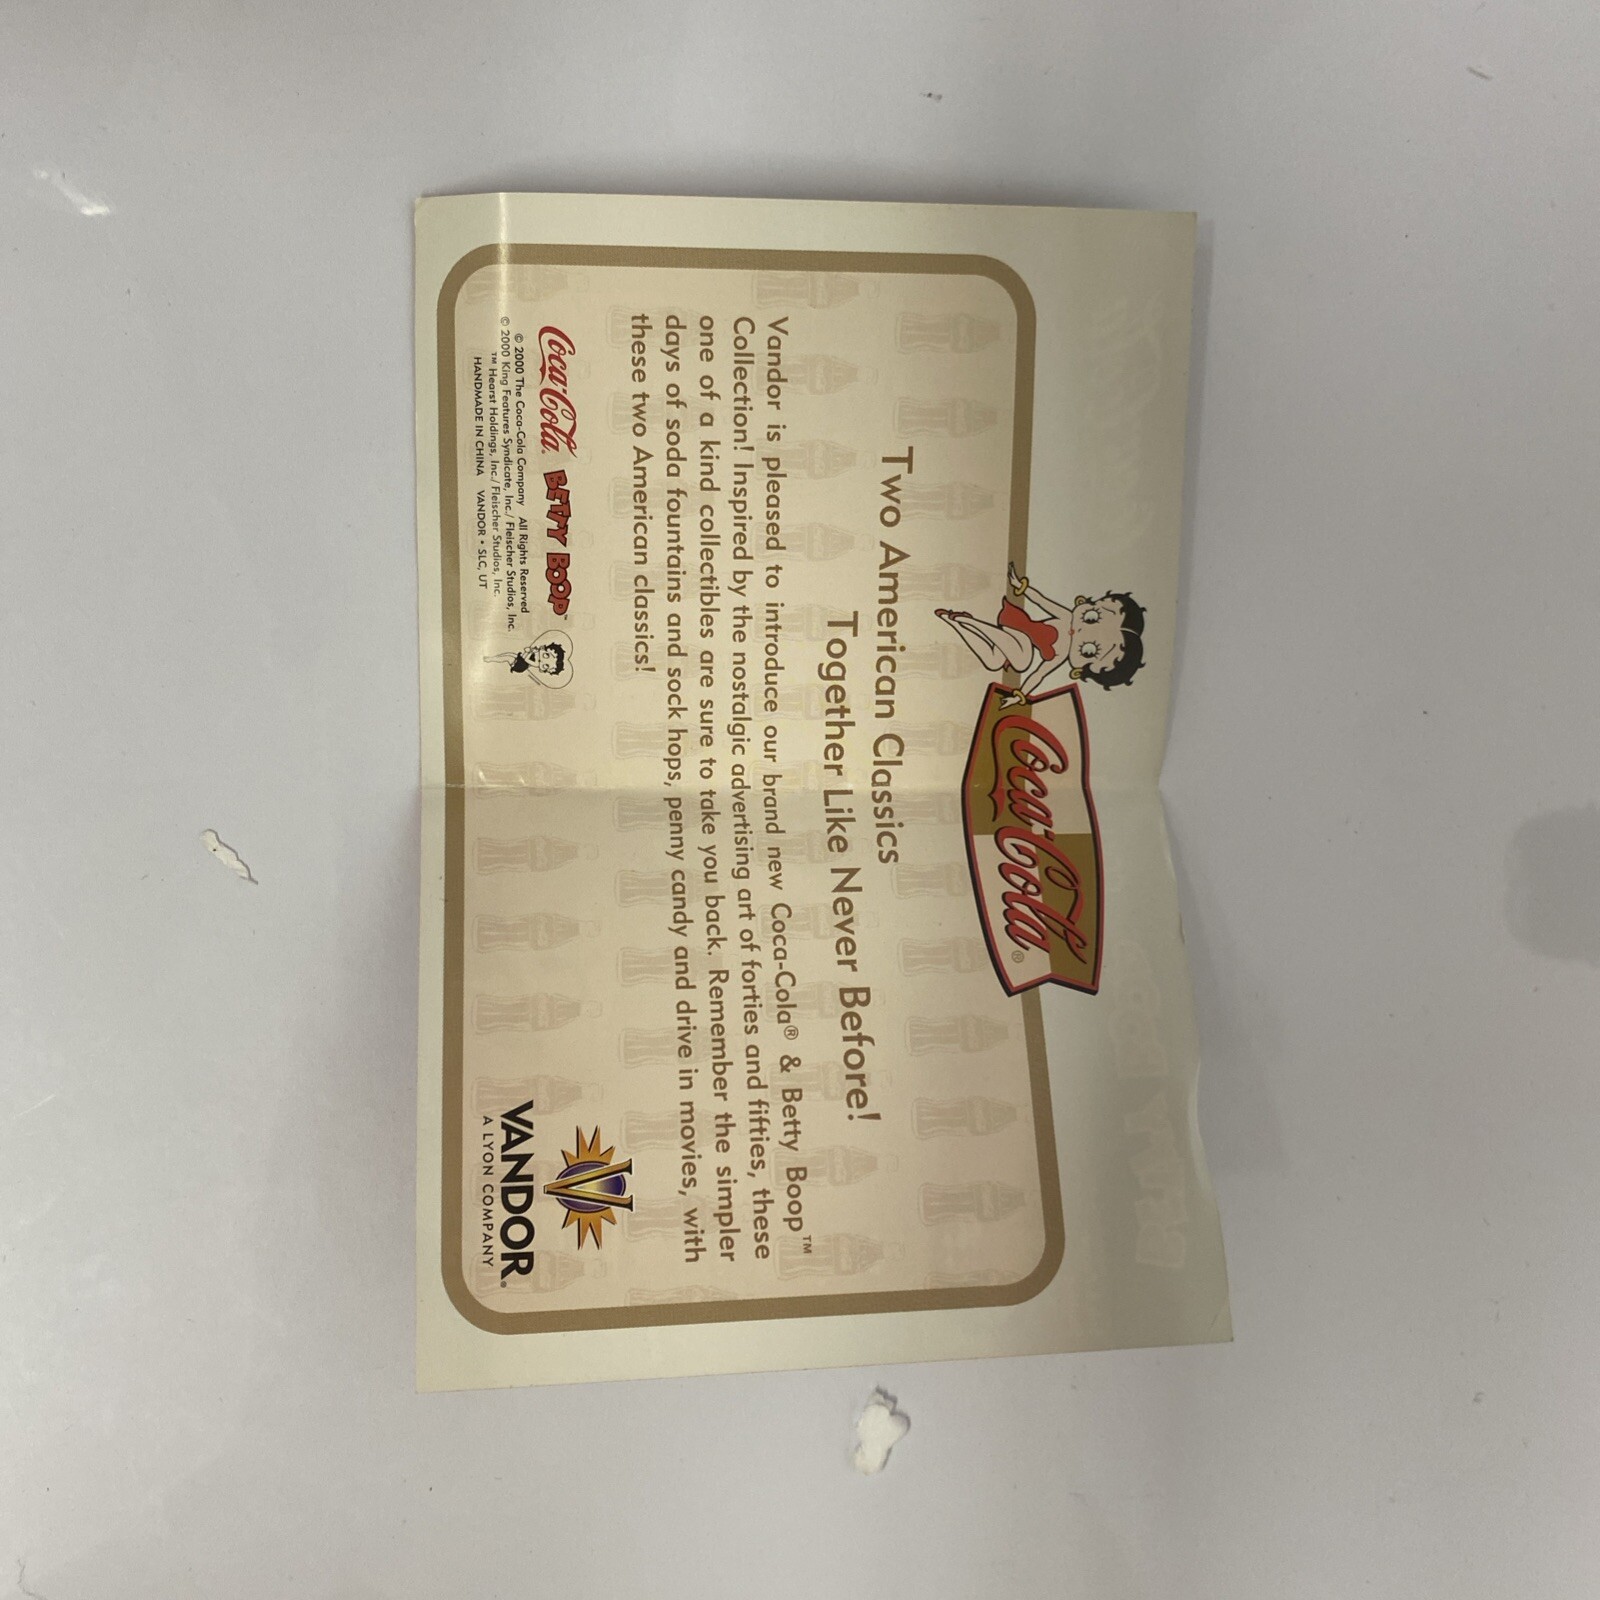 Coca-Cola®
Two American Classics
Together Like Never Before!
Vandor is pleased to introduce our brand new Coca-Cola® & Betty Boop™
Collection! Inspired by the nostalgic advertising art of forties and fifties, these
one of a kind collectibles are sure to take you back. Remember the simpler
days of soda fountains and sock hops, penny candy and drive in movies, with
these two American classics!
Coca-Cola® BETTY BOOP™
© 2000 The Coca-Cola Company All Rights Reserved
© 2000 King Features Syndicate, Inc./ Fleischer Studios, Inc.
™ Hearst Holdings, Inc./ Fleischer Studios, Inc.
HANDMADE IN CHINA VANDOR • SLC, UT
V
VANDOR®
A LYON COMPANY